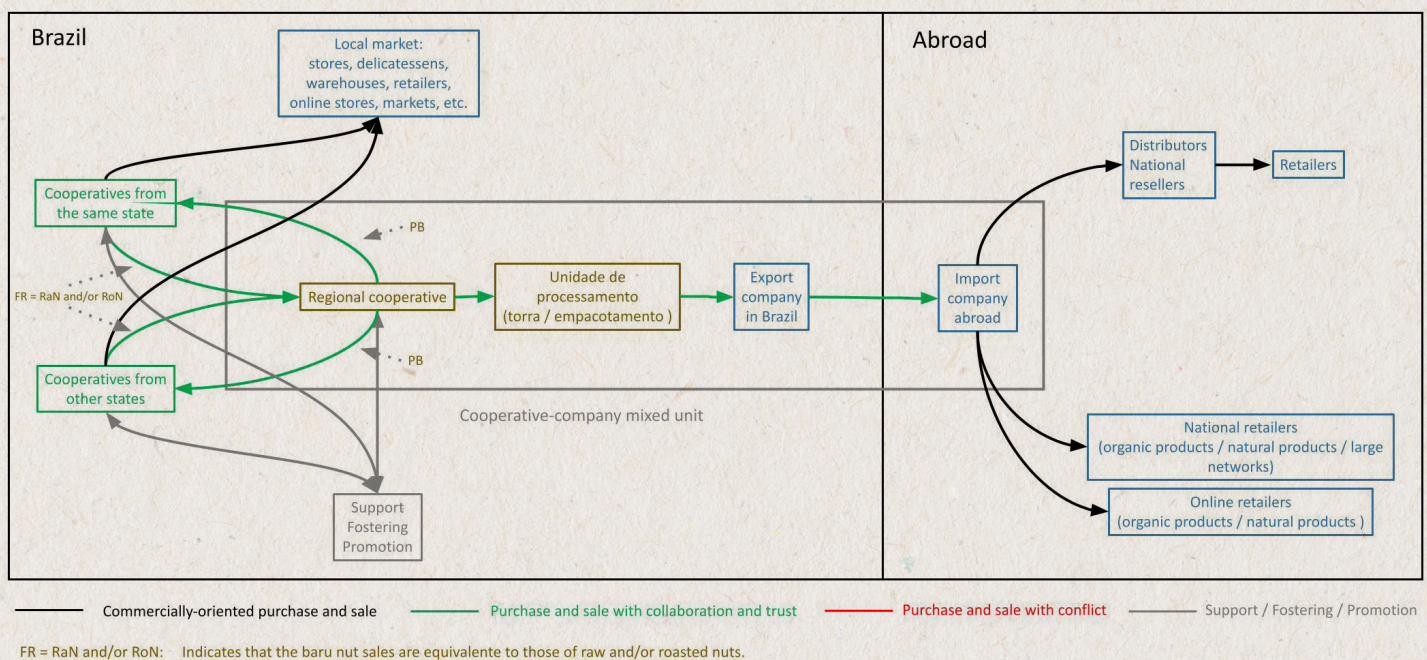 Brazil
Abroad
Local market:
stores, delicatessens,
warehouses, retailers,
online stores, markets, etc.
Distributors
National
resellers
Retailers
Cooperatives from
the same state
PB
FR = RaN and/or RoN
Regional cooperative
Unidade de
processamento
(torra / empacotamento )
Export
company
in Brazil
Import
company
abroad
PB
Cooperatives from
other states
Cooperative-company mixed unit
National retailers
(organic products / natural products / large
networks)
Online retailers
(organic products / natural products )
Support
Fostering
Promotion
Commercially-oriented purchase and sale
Purchase and sale with collaboration and trust
Purchase and sale with conflict
Support / Fostering / Promotion
FR = RaN and/or RoN: Indicates that the baru nut sales are equivalente to those of raw and/or roasted nuts.